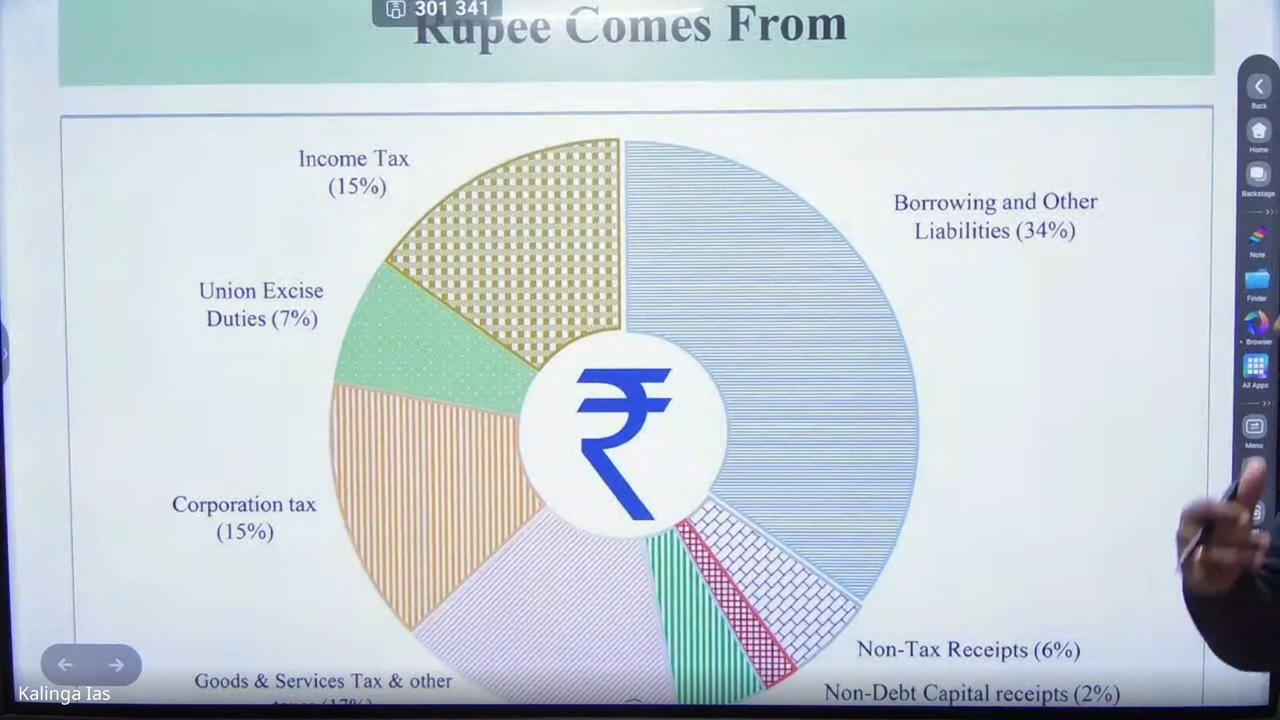 301 341
Rupee Comes From
Income Tax
(15%)
Borrowing and Other
Liabilities (34%)
Union Excise
Duties (7%)
₹
Corporation tax
(15%)
Non-Tax Receipts (6%)
Goods & Services Tax & other
Non-Debt Capital receipts (2%)
Back
Home
Backstage
Note
Finder
Browser
All Apps
Menu
Kalinga Ias